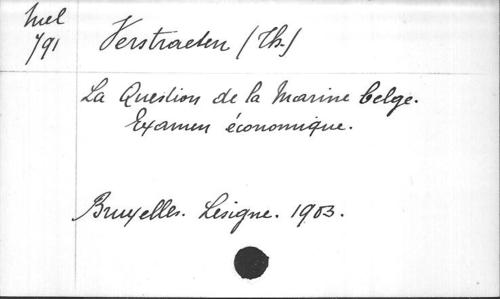 Mel
791
Verstraeten (Th.)
La Question de la Marine belge.
Examen économique.
Bruxelles. Lesigne. 1903.